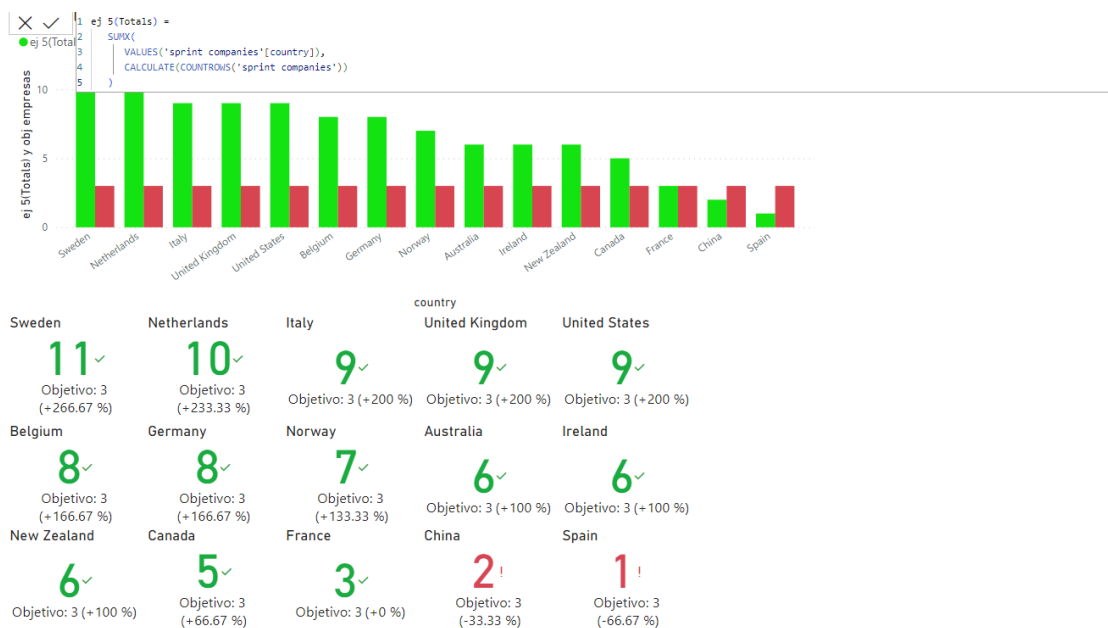 1 ej 5(Totals) =
2 SUMX(
3 VALUES('sprint companies'[country]),
4 CALCULATE(COUNTROWS('sprint companies'))
5 )
ej 5(Total
ej 5(Totals) y obj empresas
10
5
0
Sweden
Netherlands
Italy
United Kingdom
United States
Belgium
Germany
Norway
Australia
Ireland
New Zealand
Canada
France
China
Spain
country
Sweden Netherlands Italy United Kingdom United States
11 10 9 9 9
Objetivo: 3 Objetivo: 3 Objetivo: 3 (+200 %) Objetivo: 3 (+200 %) Objetivo: 3 (+200 %)
(+266.67 %) (+233.33 %)
Belgium Germany Norway Australia Ireland
8 8 7 6 6
Objetivo: 3 Objetivo: 3 Objetivo: 3 Objetivo: 3 (+100 %) Objetivo: 3 (+100 %)
(+166.67 %) (+166.67 %) (+133.33 %)
New Zealand Canada France China Spain
6 5 3 2! 1!
Objetivo: 3 (+100 %) Objetivo: 3 Objetivo: 3 (+0 %) Objetivo: 3 Objetivo: 3
(+66.67 %) (-33.33 %) (-66.67 %)